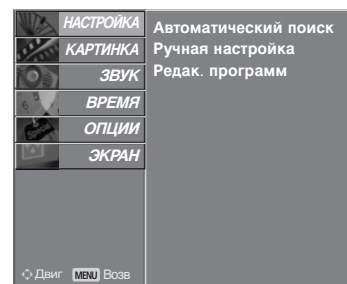 НАСТРОЙКА
КАРТИНКА
ЗВУК
ВРЕМЯ
ОПЦИИ
ЭКРАН
Автоматический поиск
Ручная настройка
Редак. программ
Двиг MENU Возв